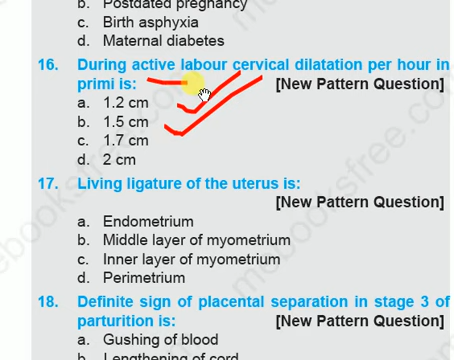 b. Postdated pregnancy
c. Birth asphyxia
d. Maternal diabetes
16. During active labour cervical dilatation per hour in
primi is: [New Pattern Question]
a. 1.2 cm
b. 1.5 cm
c. 1.7 cm
d. 2 cm
17. Living ligature of the uterus is:
[New Pattern Question]
a. Endometrium
b. Middle layer of myometrium
c. Inner layer of myometrium
d. Perimetrium
18. Definite sign of placental separation in stage 3 of
parturition is: [New Pattern Question]
a. Gushing of blood
b. Lengthening of cord